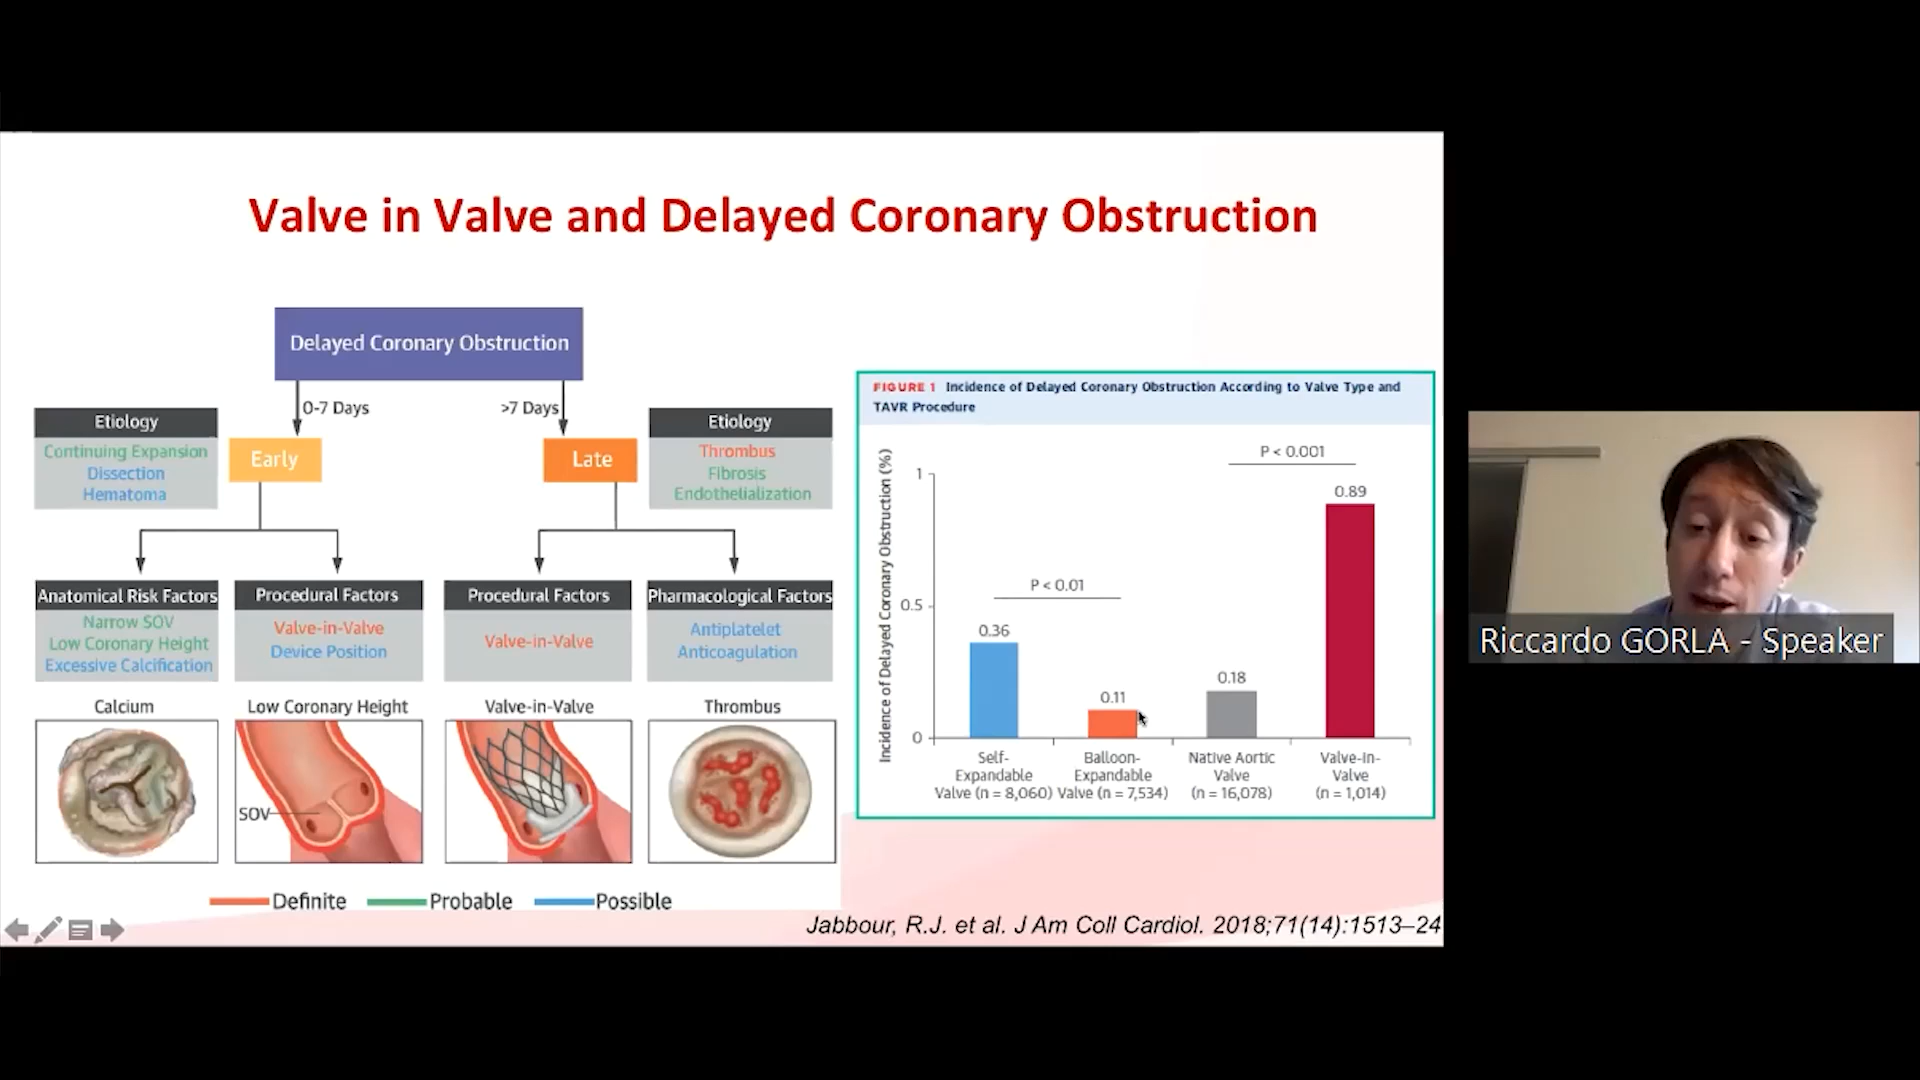 Valve in Valve and Delayed Coronary Obstruction
Delayed Coronary Obstruction
0-7 Days
>7 Days
Etiology
Continuing Expansion
Dissection
Hematoma
Early
Late
Etiology
Thrombus
Fibrosis
Endothelialization
Anatomical Risk Factors
Narrow SOV
Low Coronary Height
Excessive Calcification
Procedural Factors
Valve-in-Valve
Device Position
Procedural Factors
Valve-in-Valve
Pharmacological Factors
Antiplatelet
Anticoagulation
Calcium
Low Coronary Height
Valve-in-Valve
Thrombus
SOV
Definite
Probable
Possible
FIGURE 1 Incidence of Delayed Coronary Obstruction According to Valve Type and
TAVR Procedure
Incidence of Delayed Coronary Obstruction (%)
1
0.5
0
P < 0.01
P < 0.001
0.36
0.11
0.18
0.89
Self-
Expandable
Valve (n = 8,060)
Balloon-
Expandable
Valve (n = 7,534)
Native Aortic
Valve
(n = 16,078)
Valve-In-
Valve
(n = 1,014)
Jabbour, R.J. et al. J Am Coll Cardiol. 2018;71(14):1513–24
Riccardo GORLA - Speaker